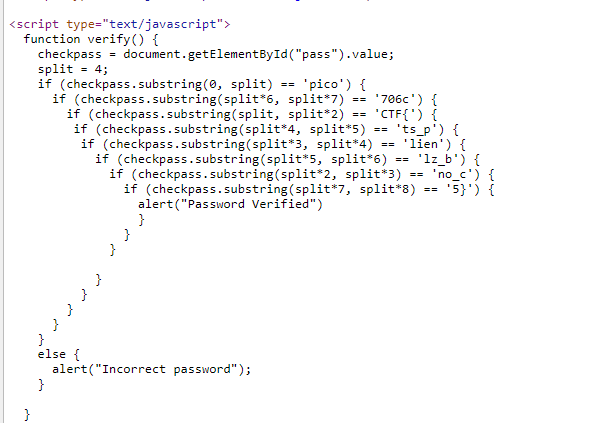 <script type="text/javascript">
function verify() {
checkpass = document.getElementById("pass").value;
split = 4;
if (checkpass.substring(0, split) == 'pico') {
if (checkpass.substring(split*6, split*7) == '706c') {
if (checkpass.substring(split, split*2) == 'CTF{') {
if (checkpass.substring(split*4, split*5) == 'ts_p') {
if (checkpass.substring(split*3, split*4) == 'lien') {
if (checkpass.substring(split*5, split*6) == 'lz_b') {
if (checkpass.substring(split*2, split*3) == 'no_c') {
if (checkpass.substring(split*7, split*8) == '5}') {
alert("Password Verified")
}
}
}
}
}
}
}
}
else {
alert("Incorrect password");
}
}